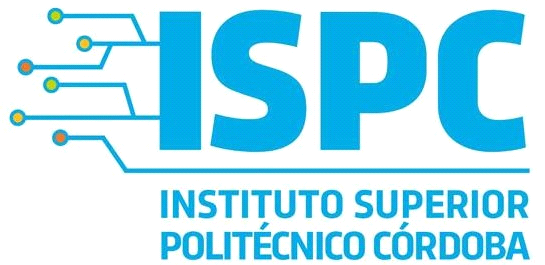 ISPC
INSTITUTO SUPERIOR
POLITÉCNICO CÓRDOBA